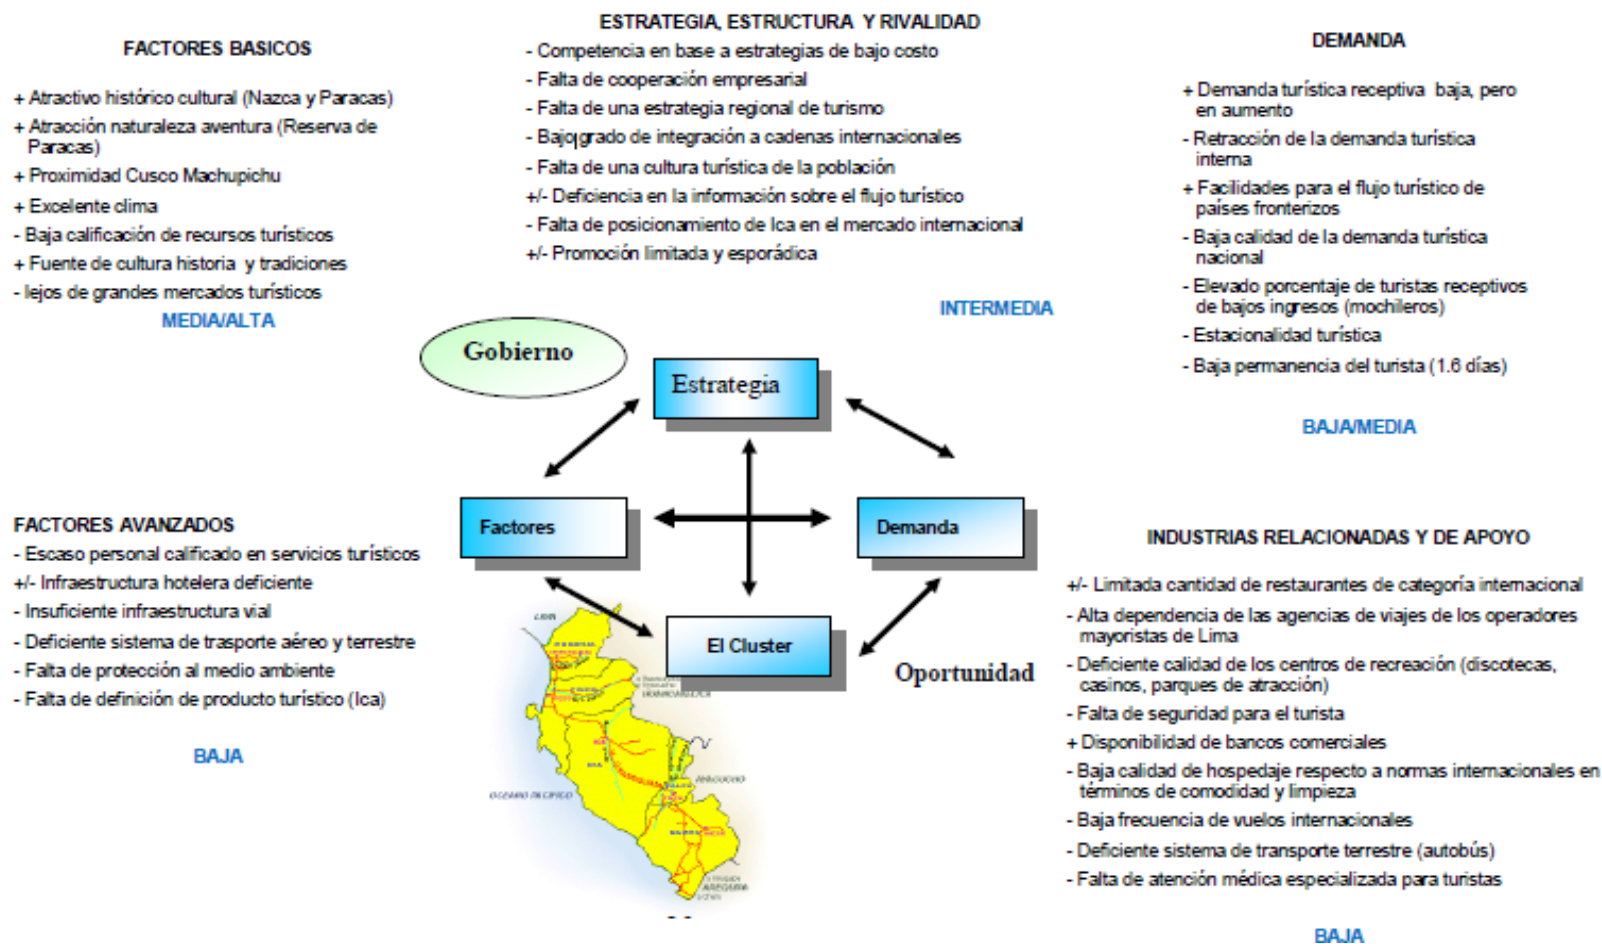 FACTORES BASICOS
+ Atractivo histórico cultural (Nazca y Paracas)
+ Atracción naturaleza aventura (Reserva de
Paracas)
+ Proximidad Cusco Machupichu
+ Excelente clima
- Baja calificación de recursos turísticos
+ Fuente de cultura historia y tradiciones
- lejos de grandes mercados turísticos
MEDIA/ALTA
ESTRATEGIA, ESTRUCTURA Y RIVALIDAD
- Competencia en base a estrategias de bajo costo
- Falta de cooperación empresarial
- Falta de una estrategia regional de turismo
- Bajo grado de integración a cadenas internacionales
- Falta de una cultura turística de la población
+/- Deficiencia en la información sobre el flujo turístico
- Falta de posicionamiento de Ica en el mercado internacional
+/- Promoción limitada y esporádica
INTERMEDIA
DEMANDA
+ Demanda turística receptiva baja, pero
en aumento
- Retracción de la demanda turística
interna
+ Facilidades para el flujo turístico de
países fronterizos
- Baja calidad de la demanda turística
nacional
- Elevado porcentaje de turistas receptivos
de bajos ingresos (mochileros)
- Estacionalidad turística
- Baja permanencia del turista (1.6 días)
BAJA/MEDIA
Gobierno
Estrategia
Factores
Demanda
El Cluster
Oportunidad
FACTORES AVANZADOS
- Escaso personal calificado en servicios turísticos
+/- Infraestructura hotelera deficiente
- Insuficiente infraestructura vial
- Deficiente sistema de trasporte aéreo y terrestre
- Falta de protección al medio ambiente
- Falta de definición de producto turístico (Ica)
BAJA
LIMA
HUANCAVELICA
AYACUCHO
OCEANO PACIFICO
AREQUIPA
INDUSTRIAS RELACIONADAS Y DE APOYO
+/- Limitada cantidad de restaurantes de categoría internacional
- Alta dependencia de las agencias de viajes de los operadores
mayoristas de Lima
- Deficiente calidad de los centros de recreación (discotecas,
casinos, parques de atracción)
- Falta de seguridad para el turista
+ Disponibilidad de bancos comerciales
- Baja calidad de hospedaje respecto a normas internacionales en
términos de comodidad y limpieza
- Baja frecuencia de vuelos internacionales
- Deficiente sistema de transporte terrestre (autobús)
- Falta de atención médica especializada para turistas
BAJA